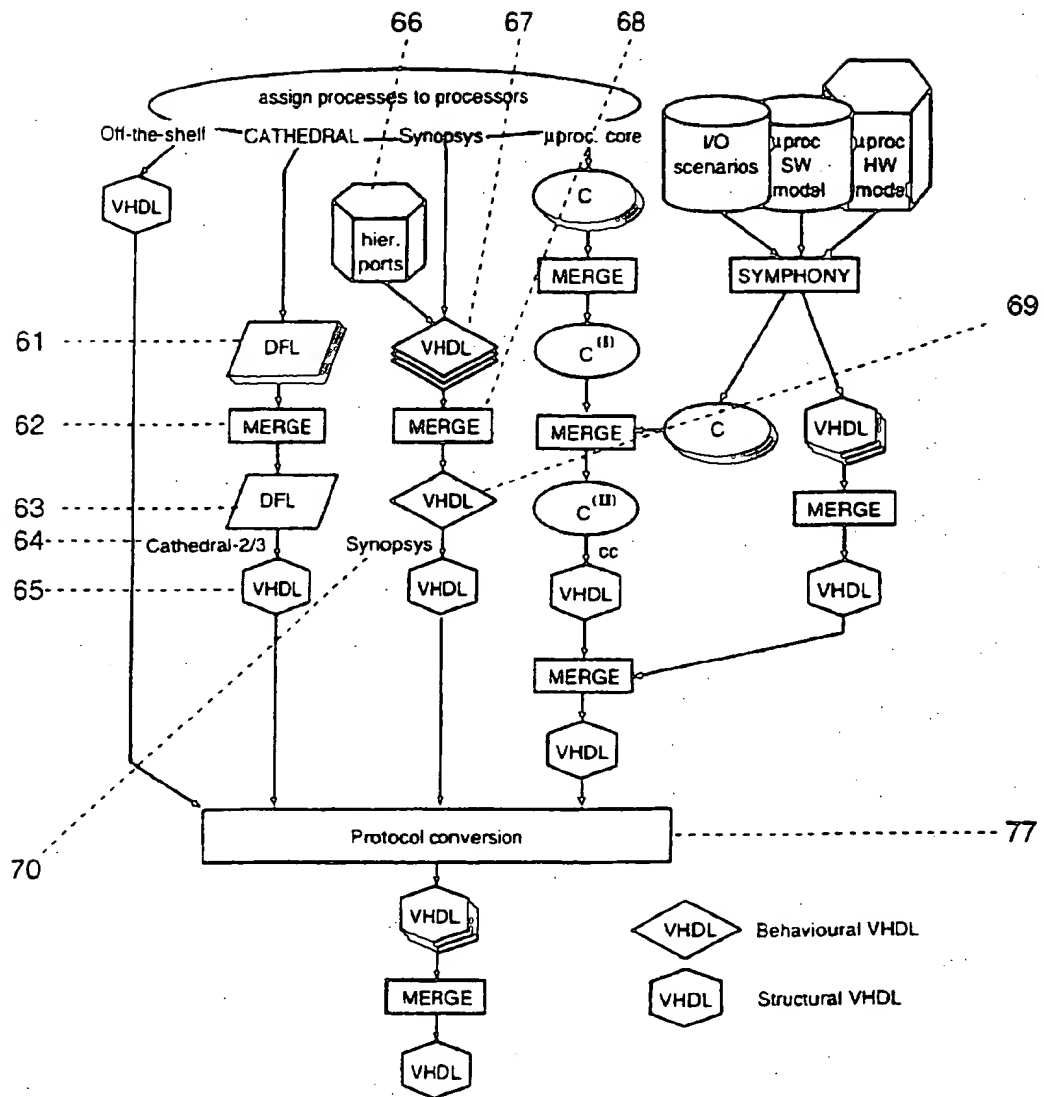 66
67
68
assign processes to processors
Off-the-shelf
CATHEDRAL
Synopsys
μproc. core
I/O
scenarios
μproc
SW
model
μproc
HW
model
VHDL
C
hier.
ports
MERGE
SYMPHONY
69
61
DFL
VHDL
C(I)
62
MERGE
MERGE
MERGE
C
VHDL
63
DFL
VHDL
C(II)
MERGE
64
Cathedral-2/3
Synopsys
cc
65
VHDL
VHDL
VHDL
VHDL
MERGE
VHDL
Protocol conversion
77
70
VHDL
VHDL
Behavioural VHDL
MERGE
VHDL
Structural VHDL
VHDL